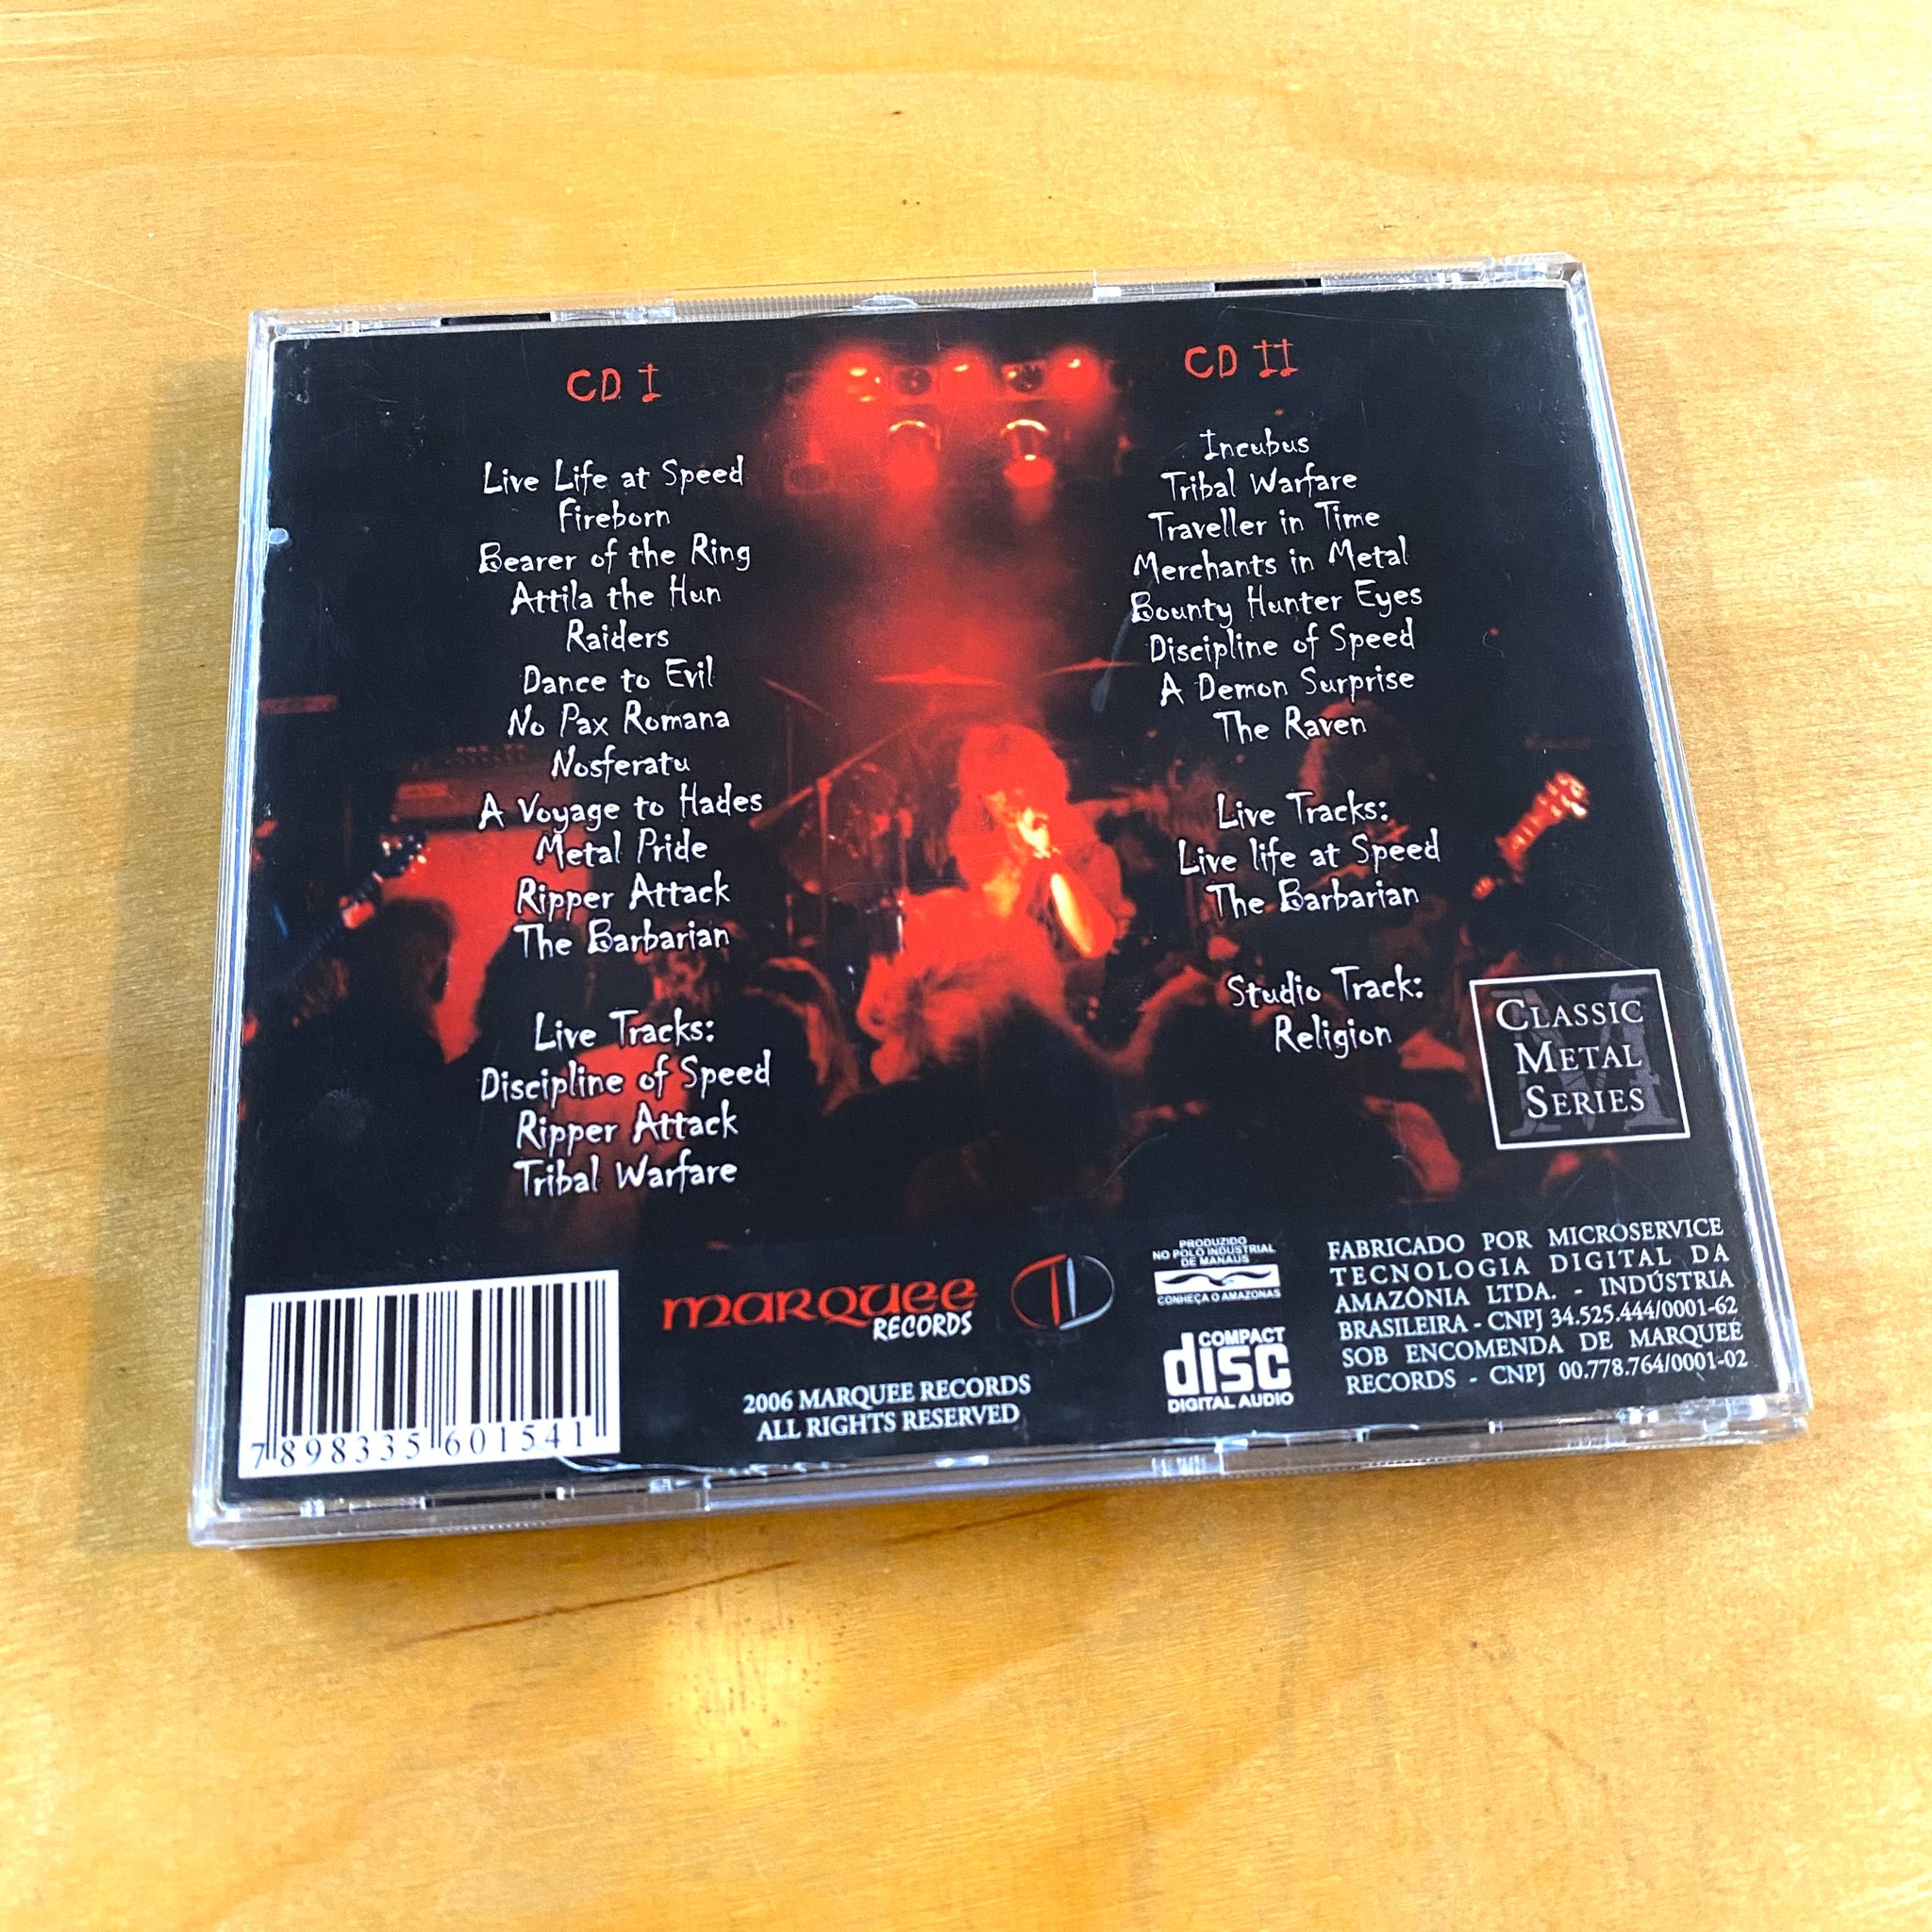 CD I
Live Life at Speed
Fireborn
Bearer of the Ring
Attila the Hun
Raiders
Dance to Evil
No Pax Romana
Nosferatu
A Voyage to Hades
Metal Pride
Ripper Attack
The Barbarian
Live Tracks:
Discipline of Speed
Ripper Attack
Tribal Warfare
CD II
Incubus
Tribal Warfare
Traveller in Time
Merchants in Metal
Bounty Hunter Eyes
Discipline of Speed
A Demon Surprise
The Raven
Live Tracks:
Live life at Speed
The Barbarian
Studio Track:
Religion
CLASSIC
METAL
SERIES
7 898335 601541
MARQUEE
RECORDS
2006 MARQUEE RECORDS
ALL RIGHTS RESERVED
PRODUZIDO
NO PÓLO INDUSTRIAL
DE MANAUS
CONHEÇA O AMAZONAS
COMPACT
disc
DIGITAL AUDIO
FABRICADO POR MICROSERVICE
TECNOLOGIA DIGITAL DA
AMAZÔNIA LTDA. - INDÚSTRIA
BRASILEIRA - CNPJ 34.525.444/0001-62
SOB ENCOMENDA DE MARQUEE
RECORDS - CNPJ 00.778.764/0001-02